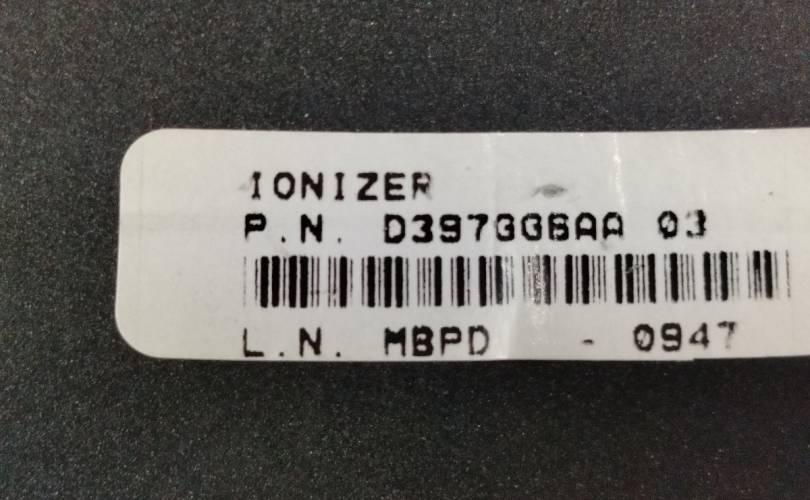 IONIZER
P.N. D397GGBAA 03
L.N. MBPD - 0947